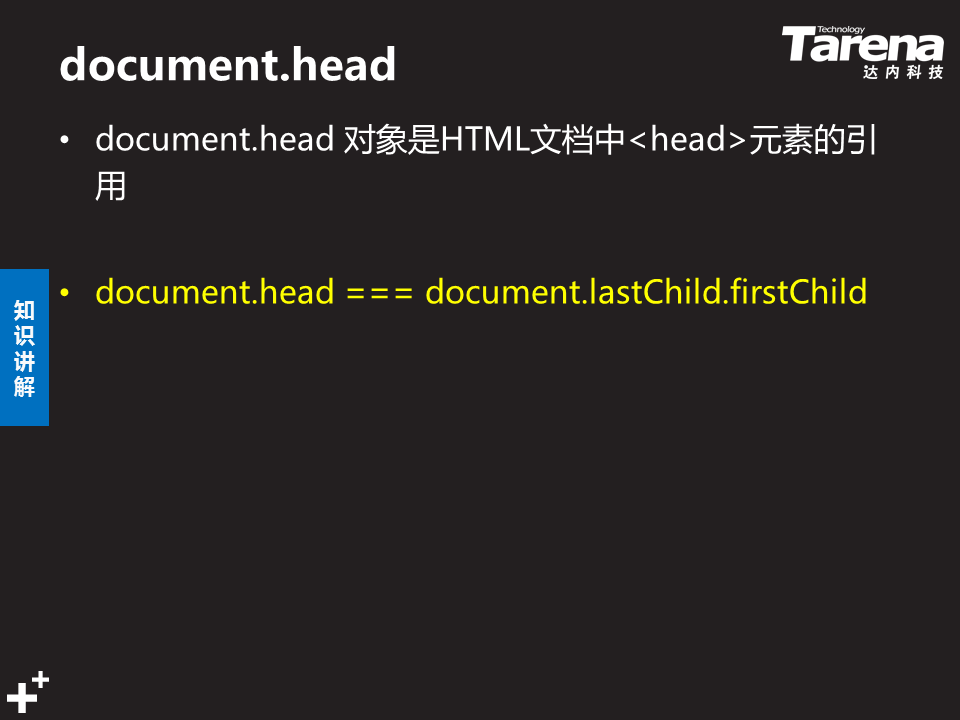 document.head
Technology
Tarena
达内科技
• document.head 对象是HTML文档中<head>元素的引
用
• document.head === document.lastChild.firstChild
知
识
讲
解